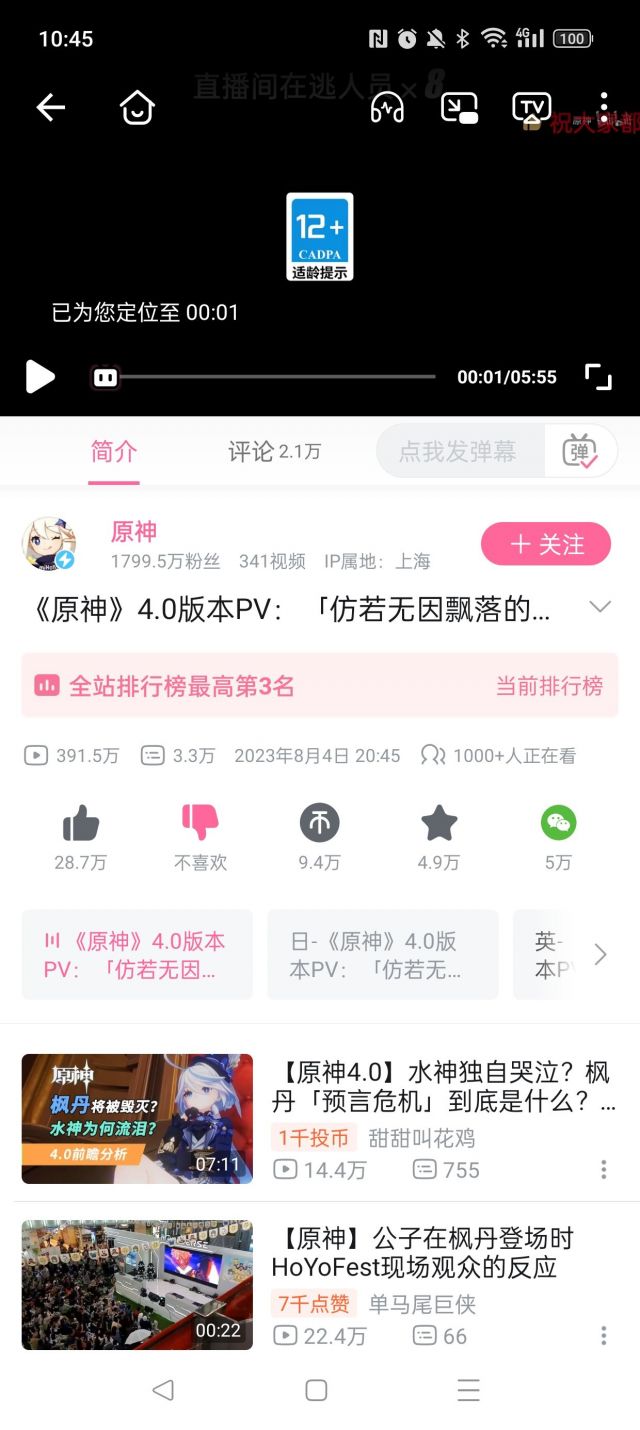 10:45
4G
100
直播间在逃人员×8
TV
祝大家都
12+
CADPA
适龄提示
已为您定位至 00:01
00:01/05:55
简介
评论 2.1万
点我发弹幕
弹
原神
1799.5万粉丝 341视频 IP属地：上海
+ 关注
《原神》4.0版本PV：「仿若无因飘落的...
全站排行榜最高第3名
当前排行榜
391.5万 3.3万 2023年8月4日 20:45 1000+人正在看
28.7万 不喜欢 9.4万 4.9万 5万
《原神》4.0版本
PV：「仿若无因...
日-《原神》4.0版
本PV：「仿若无...
英-
本P
原神
枫丹将被毁灭?
水神为何流泪?
4.0前瞻分析
07:11
【原神4.0】水神独自哭泣？枫
丹「预言危机」到底是什么？...
1千投币 甜甜叫花鸡
14.4万 755
00:22
【原神】公子在枫丹登场时
HoYoFest现场观众的反应
7千点赞 单马尾巨侠
22.4万 66